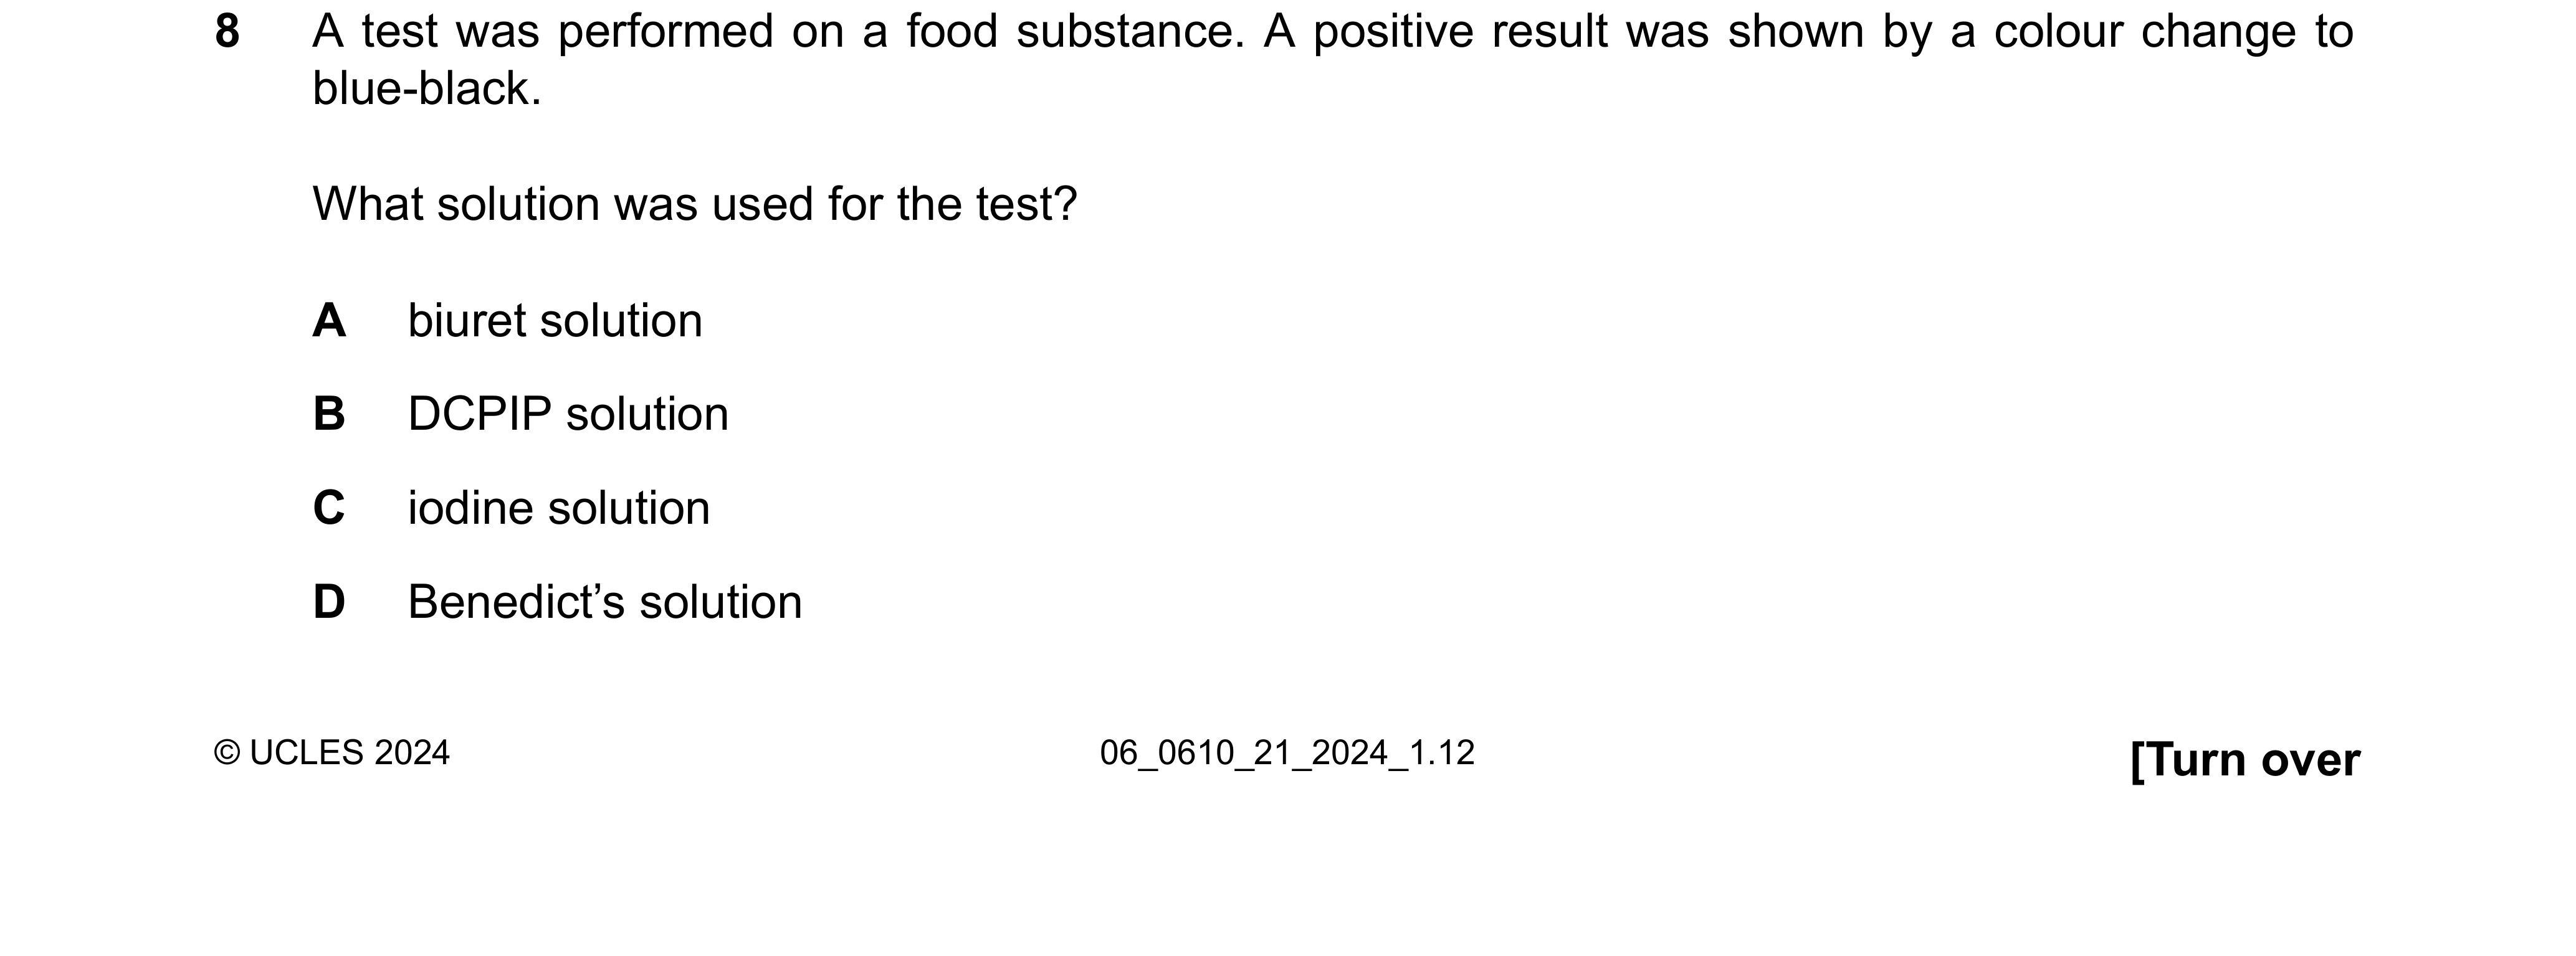 8 A test was performed on a food substance. A positive result was shown by a colour change to
blue-black.
What solution was used for the test?
A biuret solution
B DCPIP solution
C iodine solution
D Benedict’s solution
© UCLES 2024 06_0610_21_2024_1.12 [Turn over